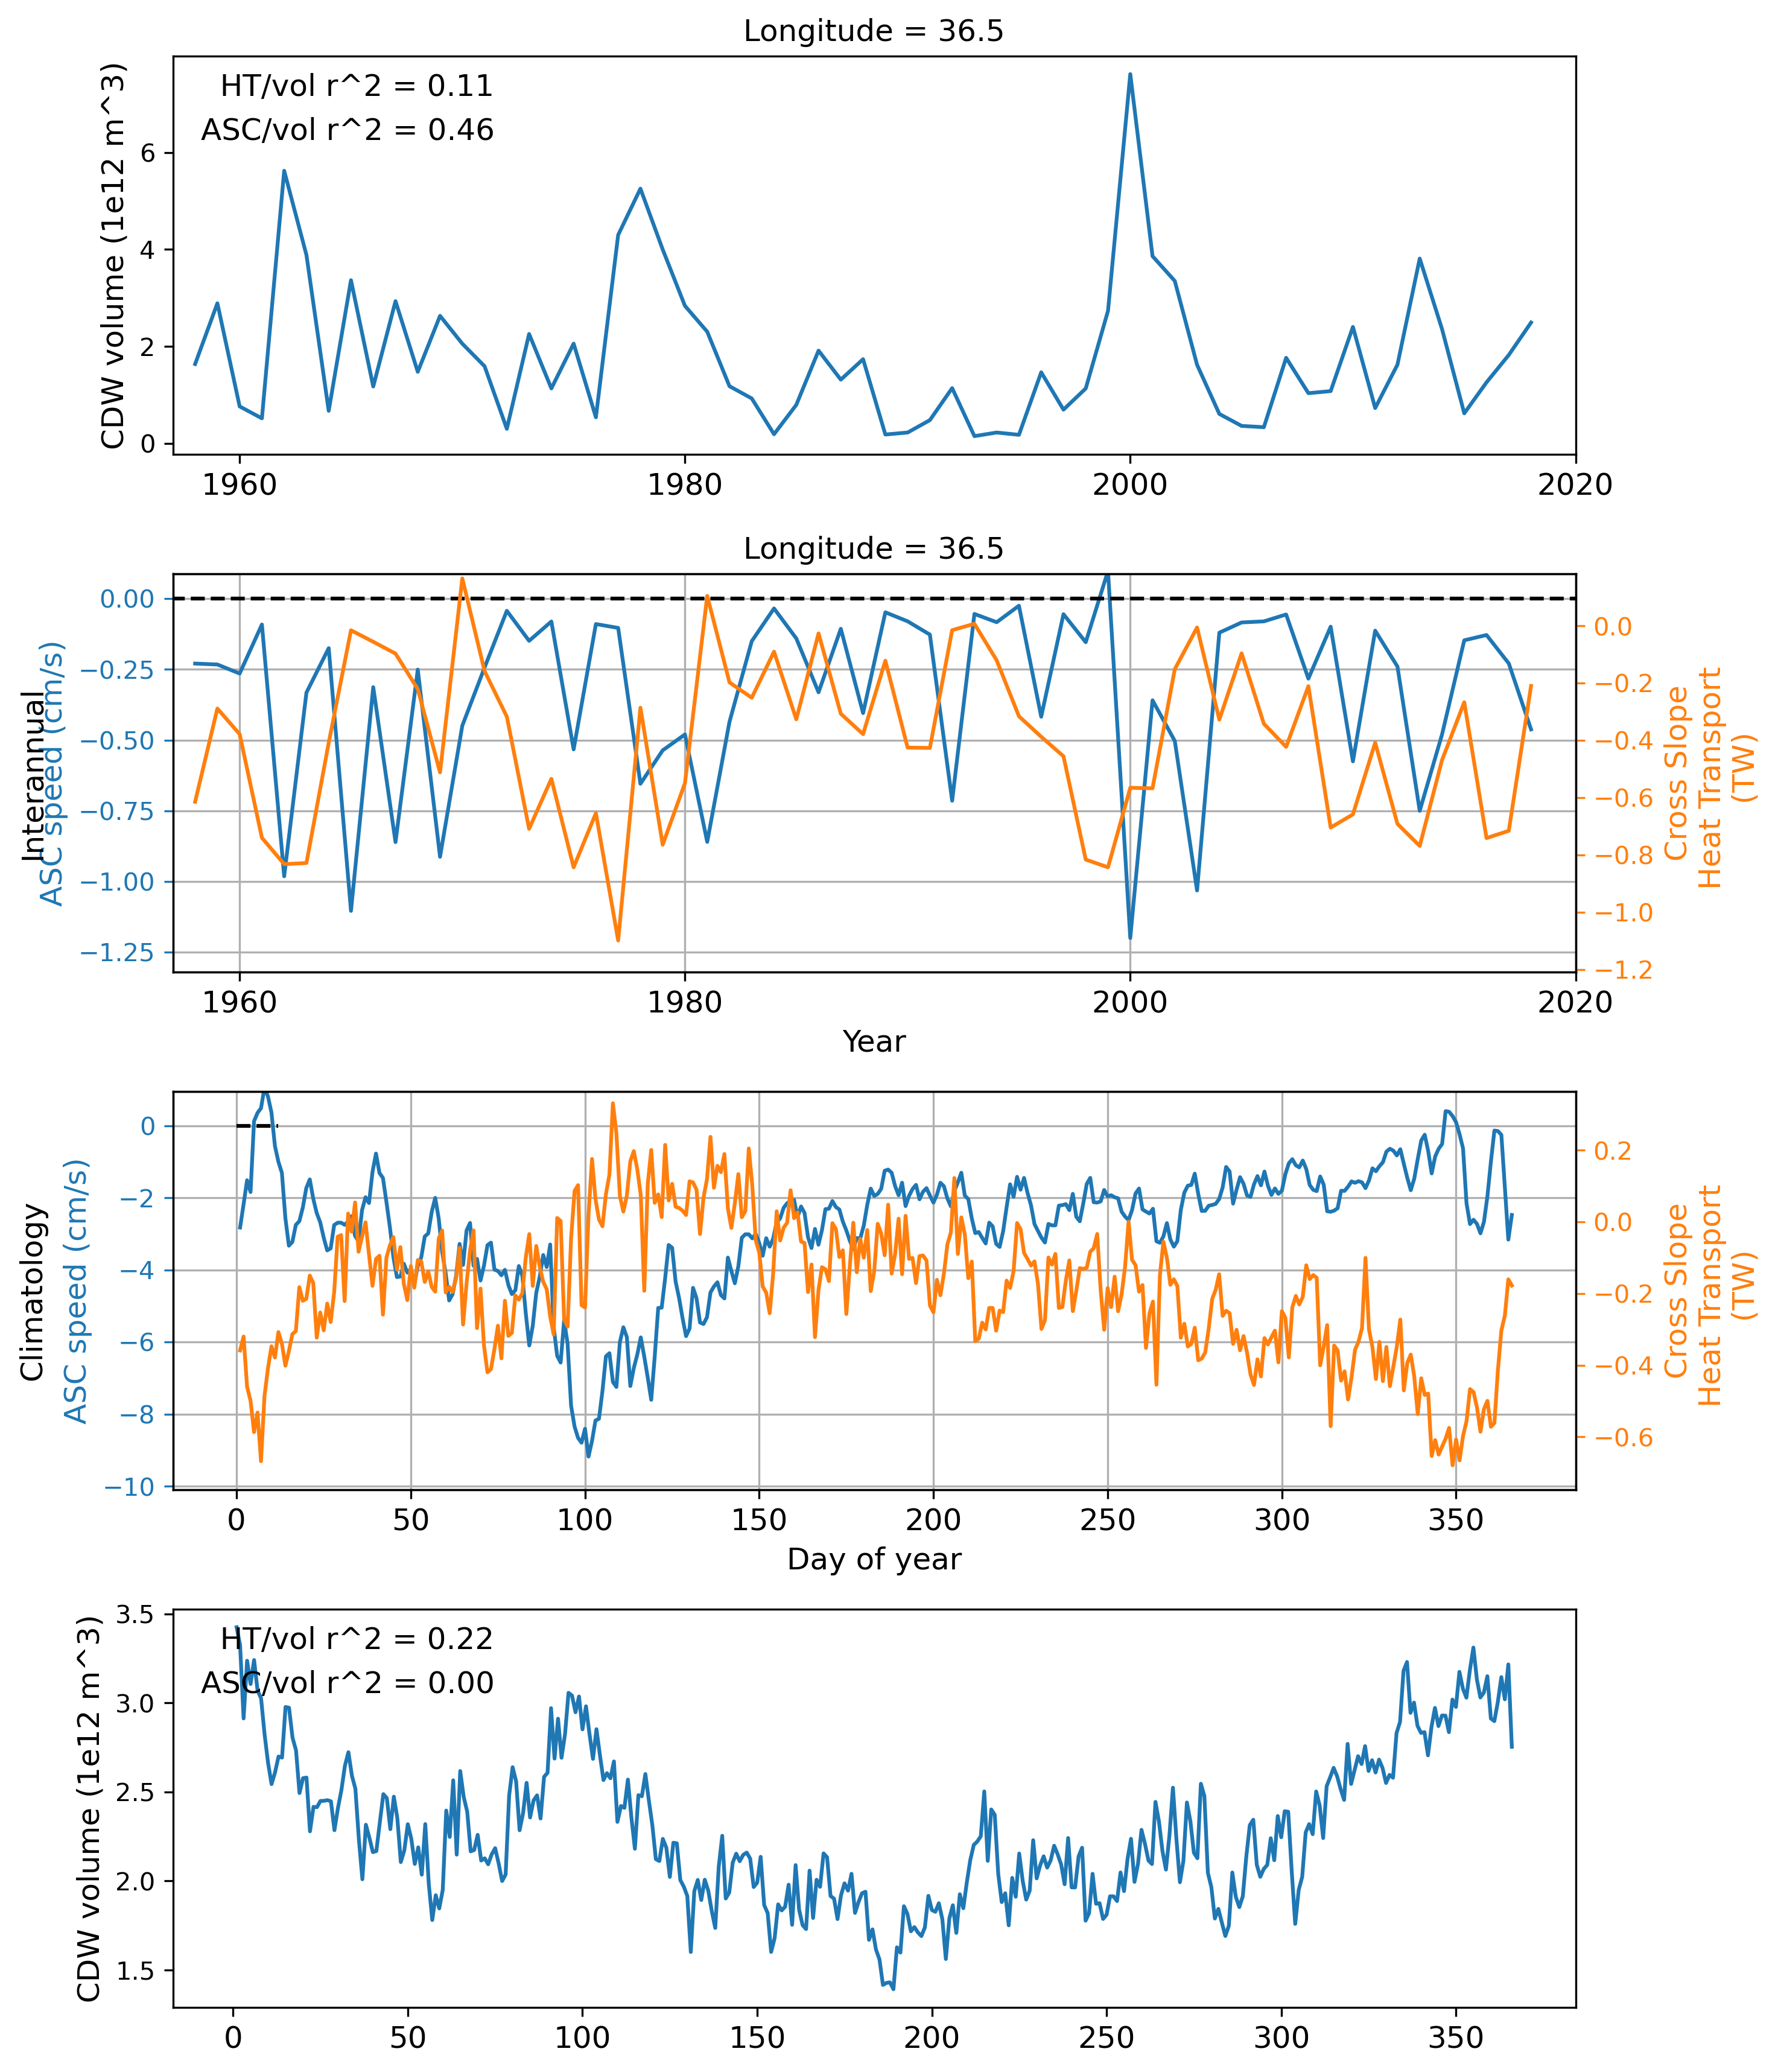 Longitude = 36.5
HT/vol r^2 = 0.11
ASC/vol r^2 = 0.46
CDW volume (1e12 m^3)
6
4
2
0
1960 1980 2000 2020
Longitude = 36.5
Interannual
ASC speed (cm/s)
0.00
−0.25
−0.50
−0.75
−1.00
−1.25
0.0
−0.2
−0.4
−0.6
−0.8
−1.0
−1.2
Cross Slope
Heat Transport
(TW)
1960 1980 2000 2020
Year
Climatology
ASC speed (cm/s)
0
−2
−4
−6
−8
−10
0.2
0.0
−0.2
−0.4
−0.6
Cross Slope
Heat Transport
(TW)
0 50 100 150 200 250 300 350
Day of year
HT/vol r^2 = 0.22
ASC/vol r^2 = 0.00
CDW volume (1e12 m^3)
3.5
3.0
2.5
2.0
1.5
0 50 100 150 200 250 300 350